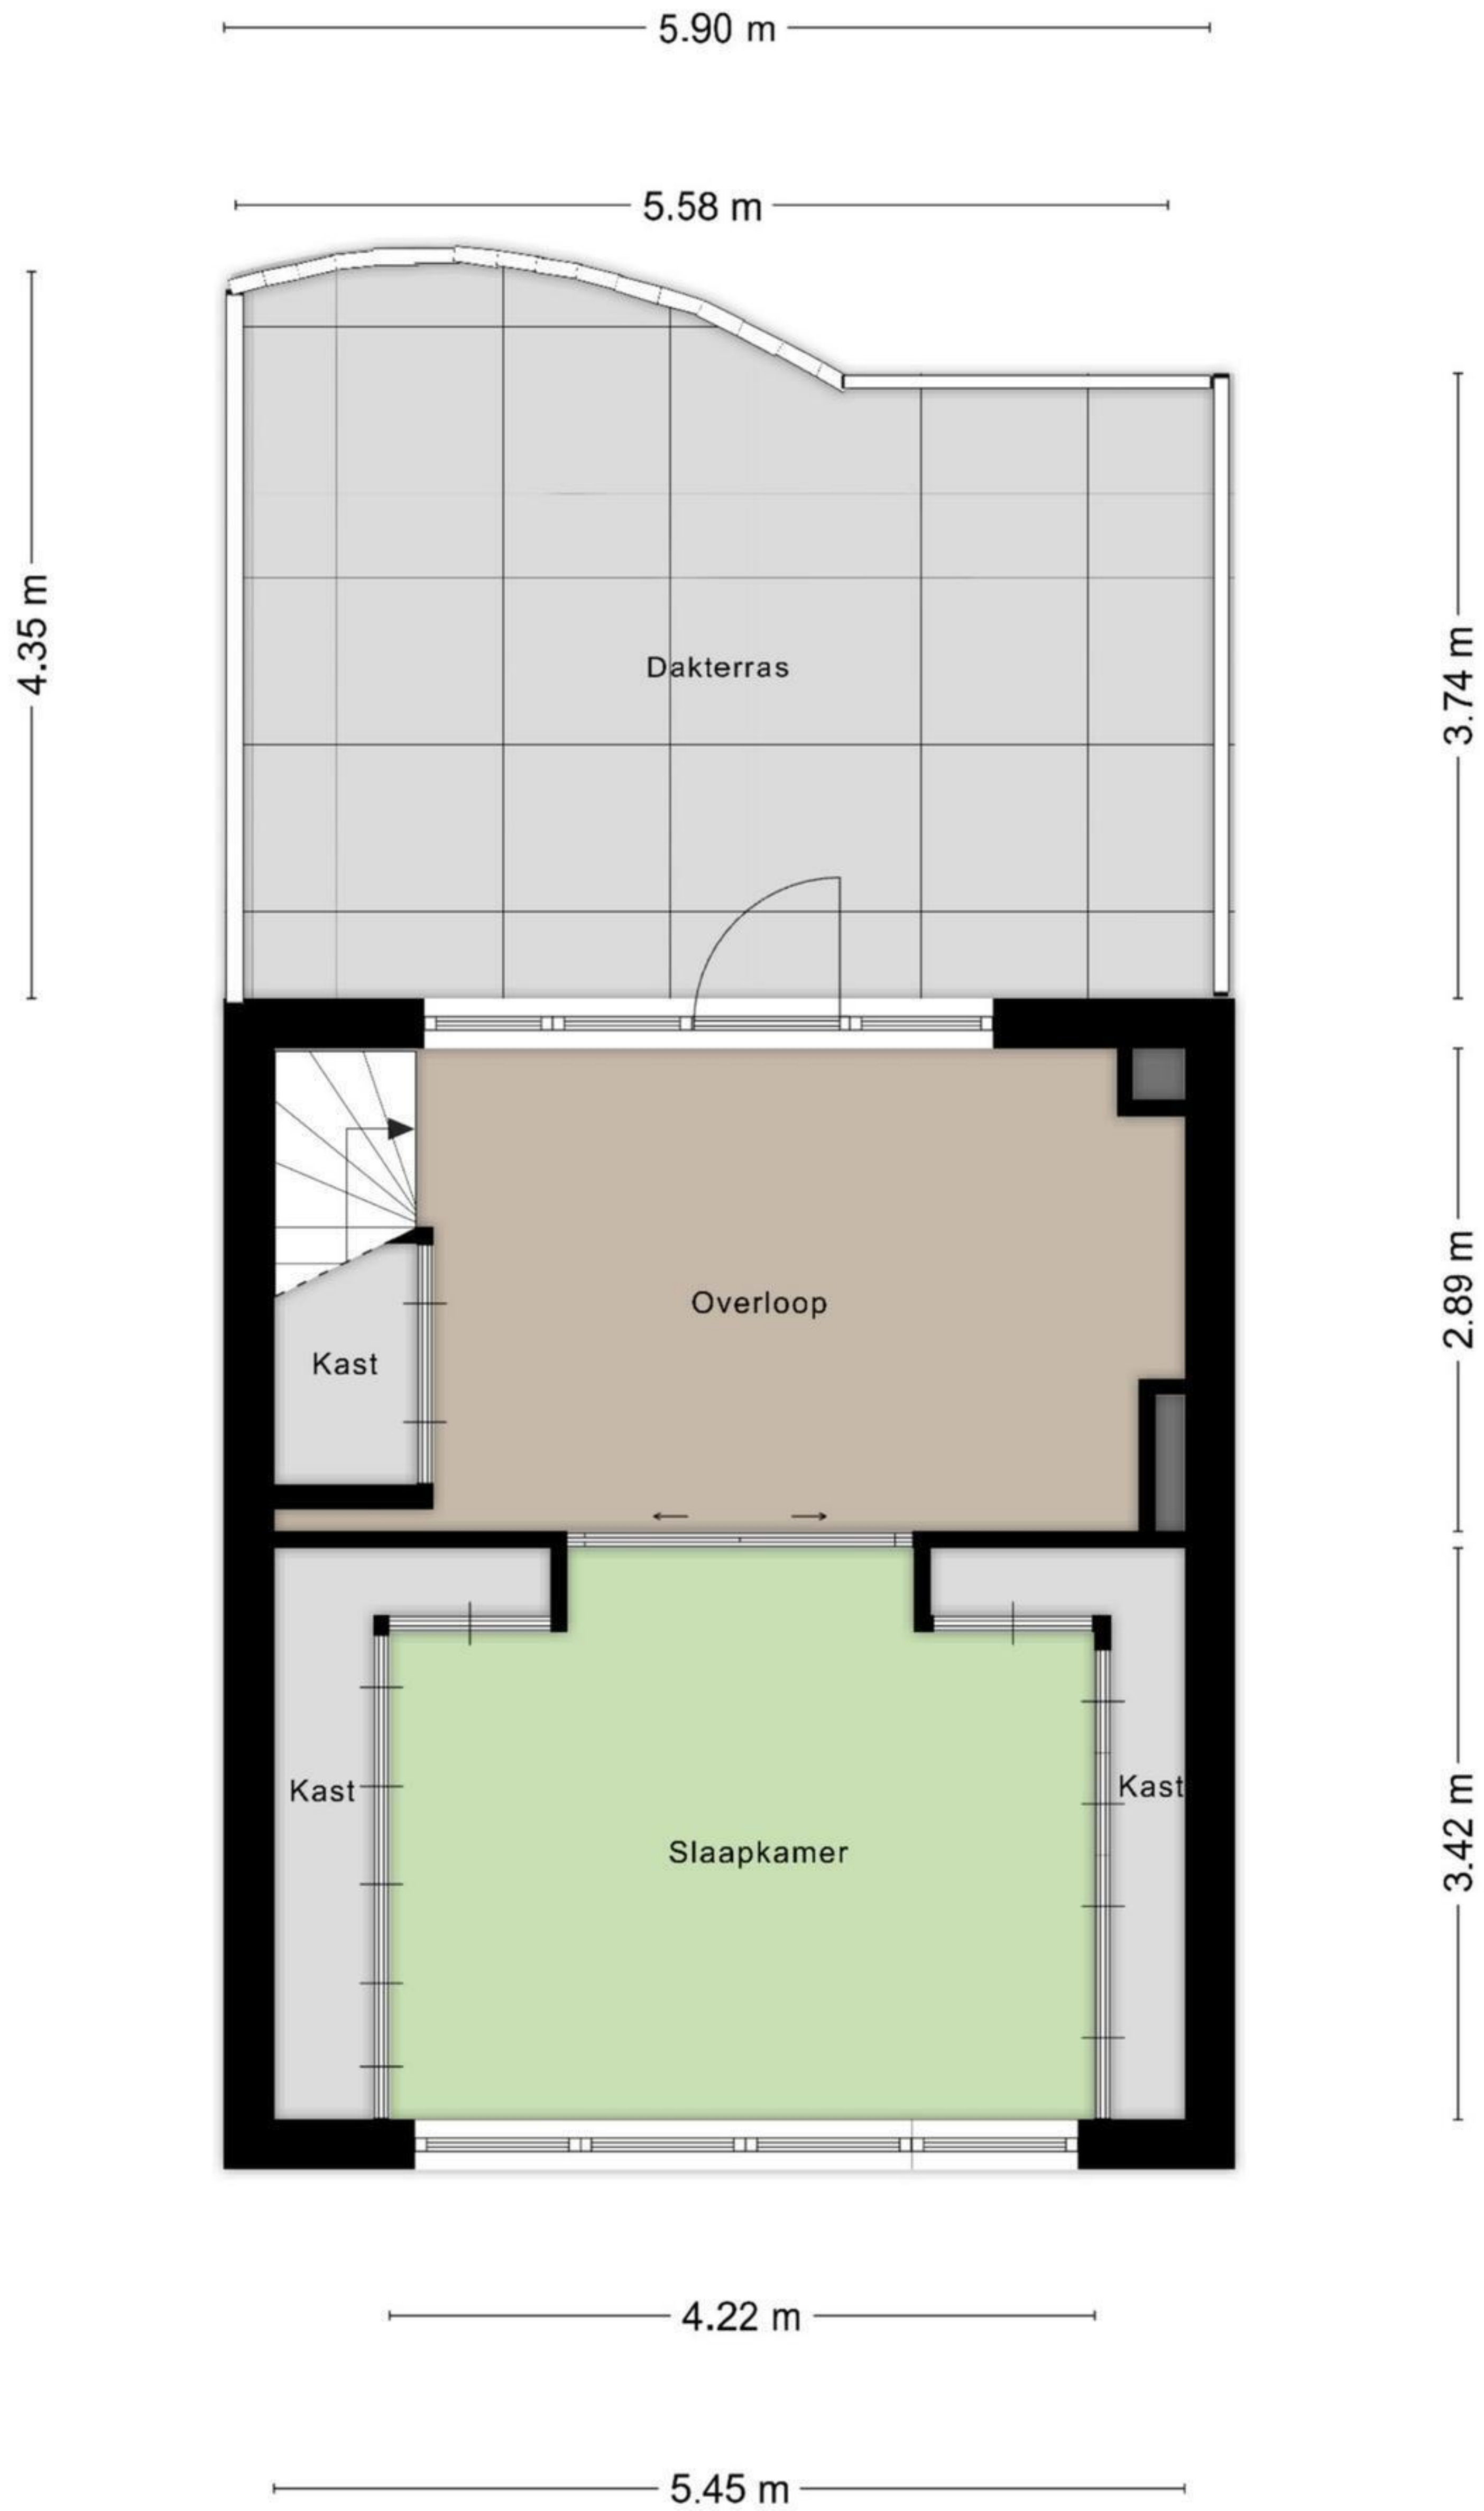 5.90 m
5.58 m
4.35 m
3.74 m
Dakterras
2.89 m
Overloop
Kast
3.42 m
Kast
Kast
Slaapkamer
4.22 m
5.45 m